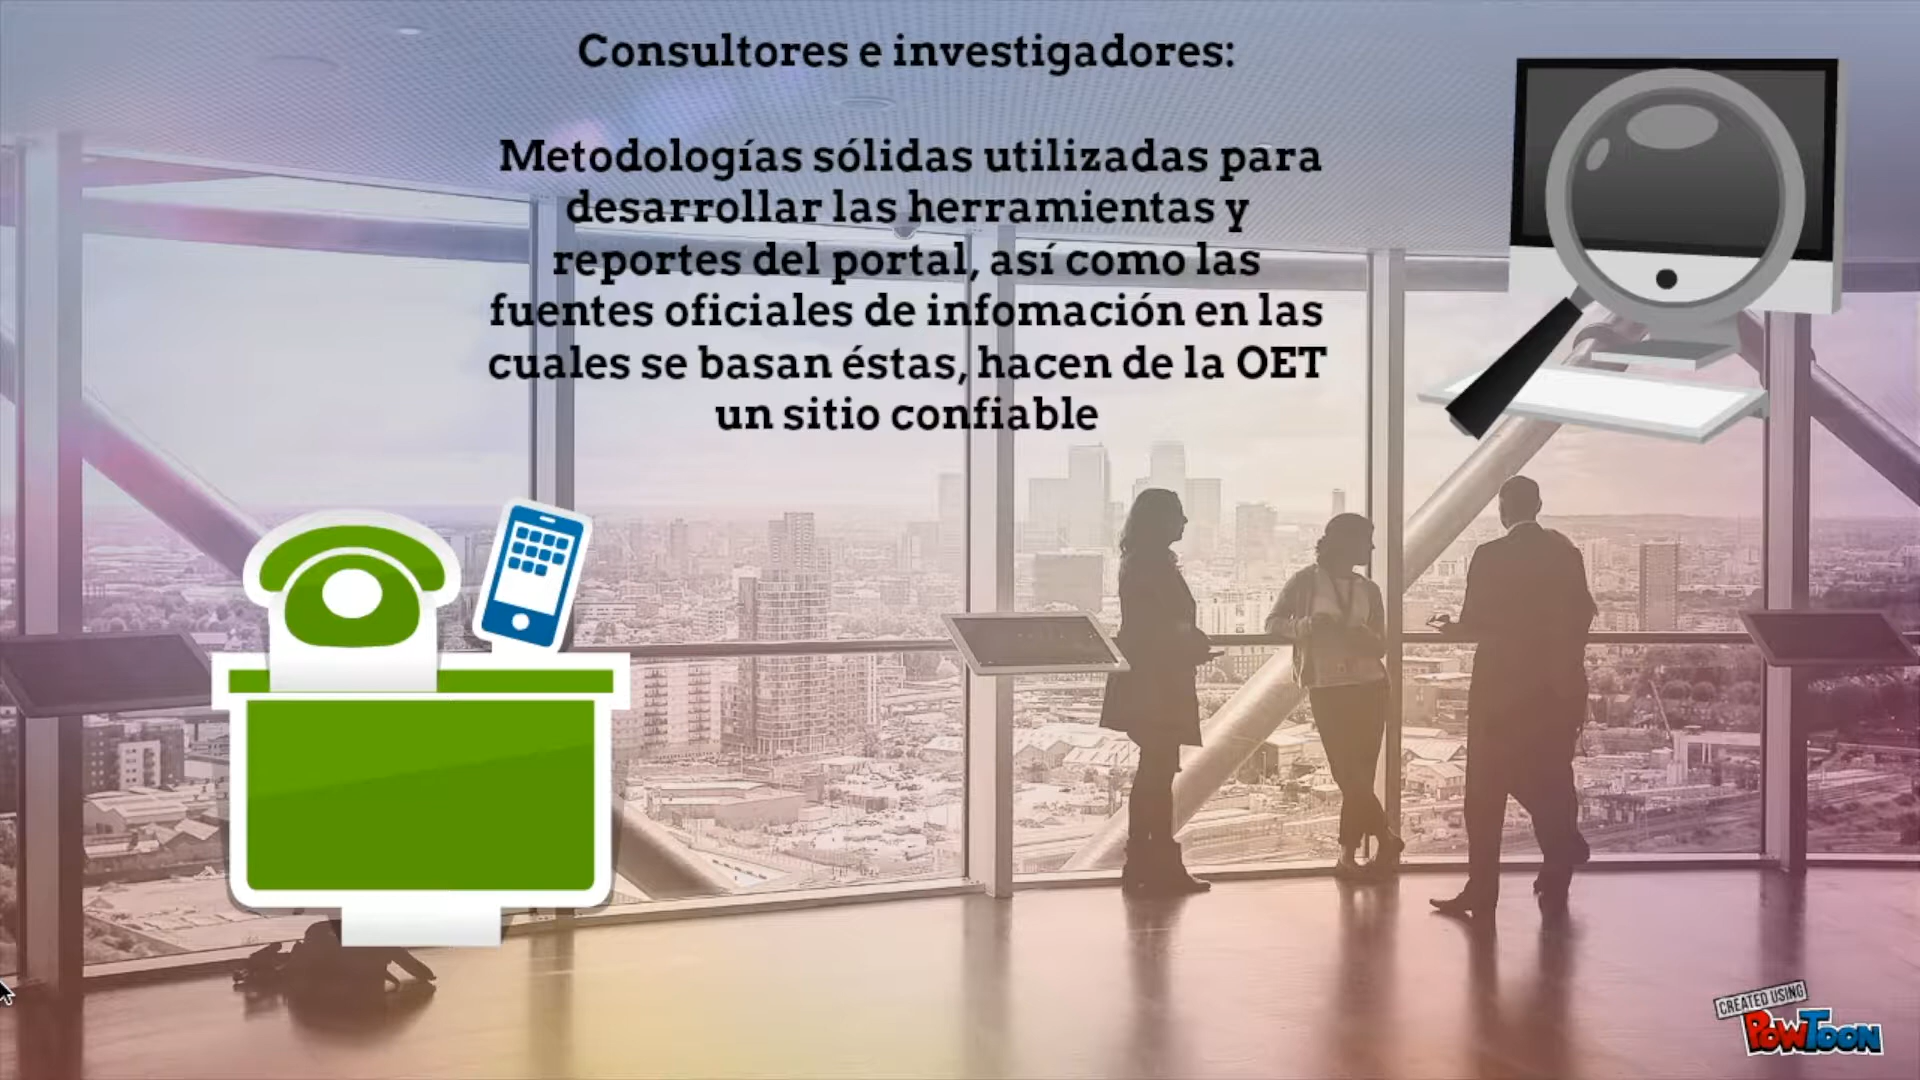 Consultores e investigadores:
Metodologías sólidas utilizadas para
desarrollar las herramientas y
reportes del portal, así como las
fuentes oficiales de infomación en las
cuales se basan éstas, hacen de la OET
un sitio confiable
CREATED USING
POWTOON